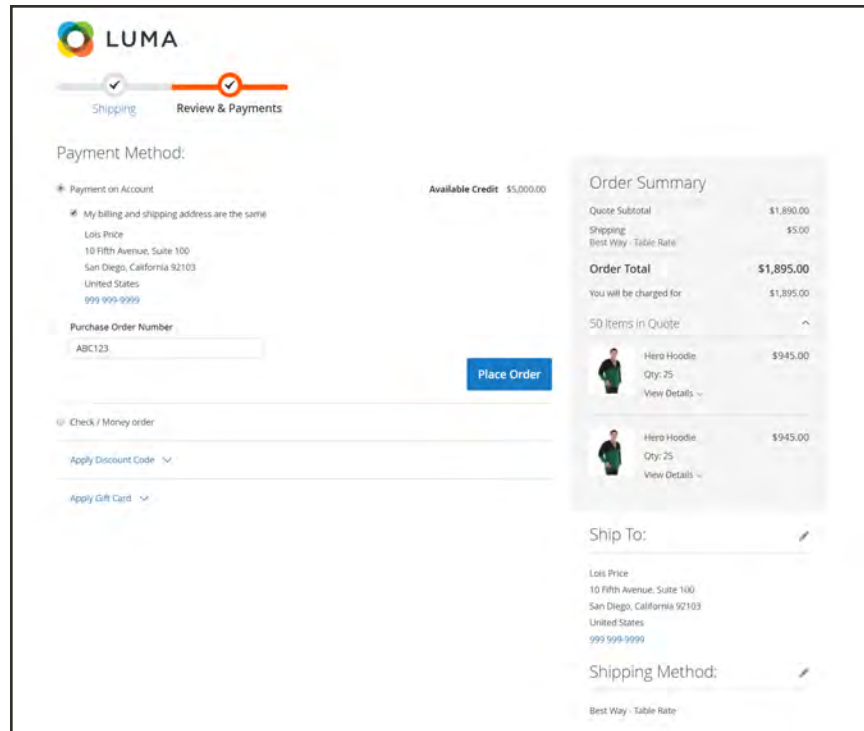 LUMA
Shipping
Review & Payments
Payment Method:
Payment on Account
Available Credit $5,000.00
My billing and shipping address are the same
Lois Price
10 Fifth Avenue, Suite 100
San Diego, California 92103
United States
999 999-9999
Purchase Order Number
ABC123
Place Order
Check / Money order
Apply Discount Code
Apply Gift Card
Order Summary
Quote Subtotal $1,890.00
Shipping $5.00
Best Way - Table Rate
Order Total $1,895.00
You will be charged for $1,895.00
50 Items in Quote
Hero Hoodie $945.00
Qty: 25
View Details
Hero Hoodie $945.00
Qty: 25
View Details
Ship To:
Lois Price
10 Fifth Avenue, Suite 100
San Diego, California 92103
United States
999 999-9999
Shipping Method:
Best Way - Table Rate